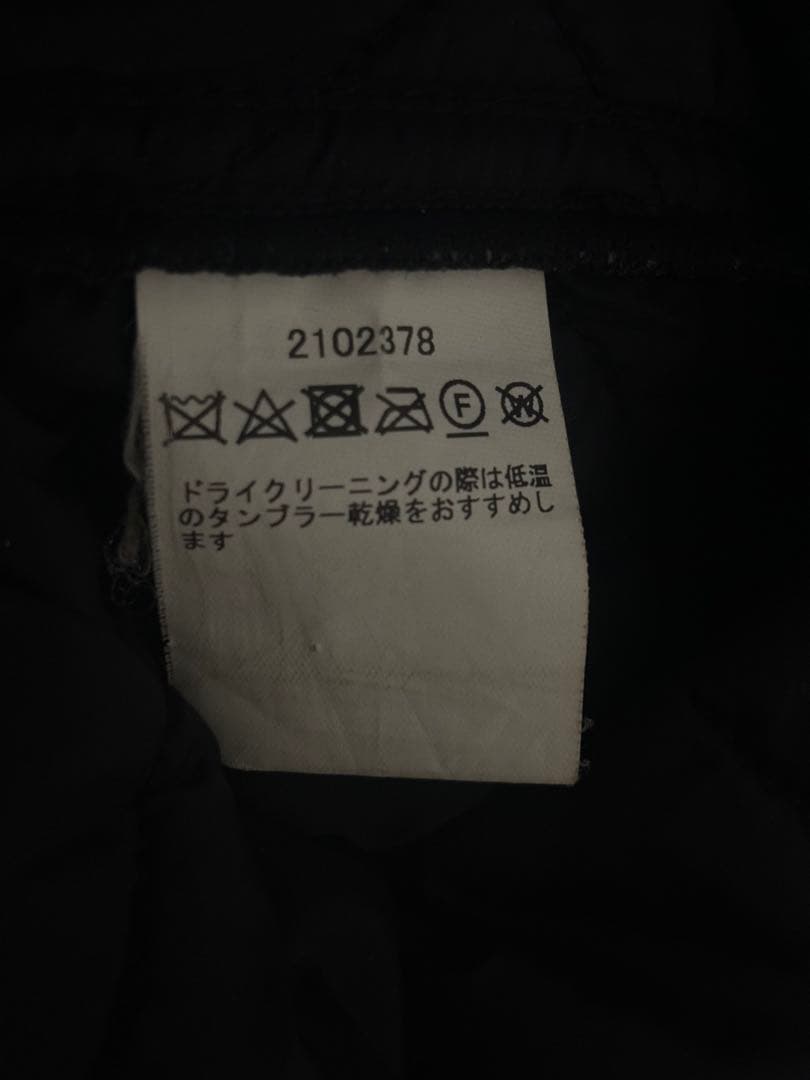 2102378
F W
ドライクリーニングの際は低温
のタンブラー乾燥をおすすめし
ます